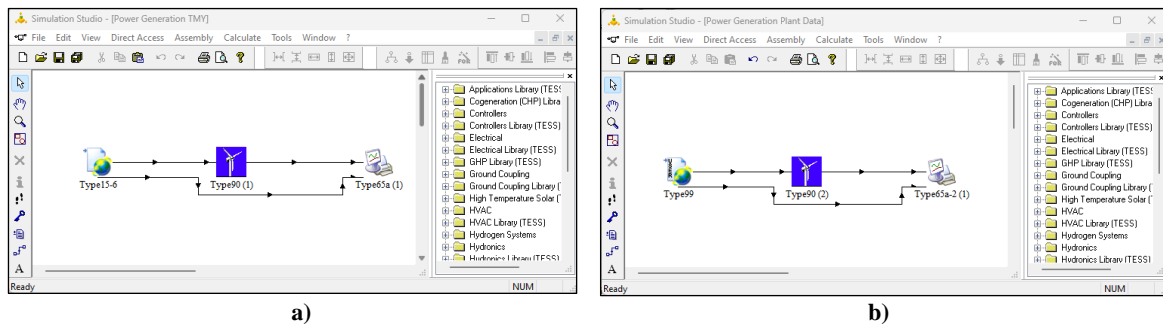 Simulation Studio - [Power Generation TMY]
File Edit View Direct Access Assembly Calculate Tools Window ?
Applications Library (TESS)
Cogeneration (CHP) Libra
Controllers
Controllers Library (TESS)
Electrical
Electrical Library (TESS)
GHP Library (TESS)
Ground Coupling
Ground Coupling Library (
High Temperature Solar (
HVAC
HVAC Library (TESS)
Hydrogen Systems
Hydronics
Hydronics Library (TESS)
Type15-6
Type90 (1)
Type65a (1)
A
Ready
NUM
a)
Simulation Studio - [Power Generation Plant Data]
File Edit View Direct Access Assembly Calculate Tools Window ?
Applications Library (TESS
Cogeneration (CHP) Libra
Controllers
Controllers Library (TESS)
Electrical
Electrical Library (TESS)
GHP Library (TESS)
Ground Coupling
Ground Coupling Library (
High Temperature Solar (
HVAC
HVAC Library (TESS)
Hydrogen Systems
Hydronics
Hydronics Library (TESS)
Type99
Type90 (2)
Type65a-2 (1)
A
Ready
NUM
b)